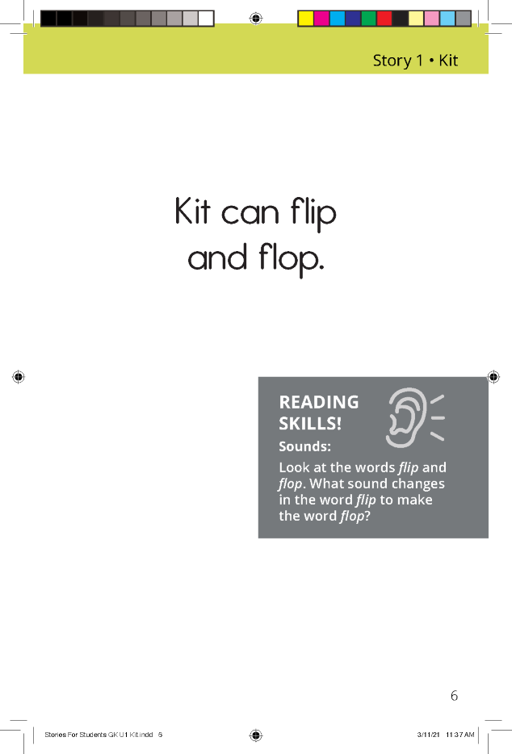 Story 1 • Kit
Kit can flip
and flop.
READING
SKILLS!
Sounds:
Look at the words flip and
flop. What sound changes
in the word flip to make
the word flop?
6
Stories For Students GK U1 Kit.indd   6
3/11/21   11:37 AM